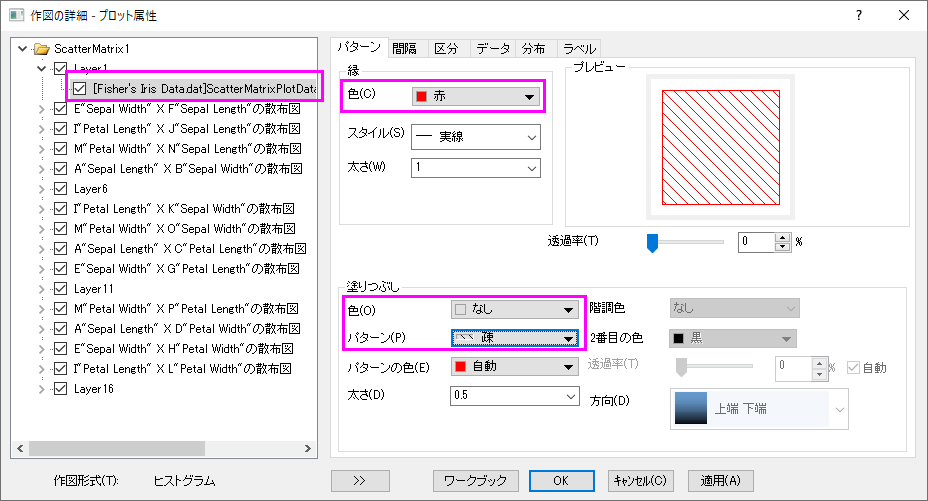 作図の詳細 - プロット属性
? ×
ScatterMatrix1
Layer1
[Fisher's Iris Data.dat]ScatterMatrixPlotData
E"Sepal Width" X F"Sepal Length"の散布図
I"Petal Length" X J"Sepal Length"の散布図
M"Petal Width" X N"Sepal Length"の散布図
A"Sepal Length" X B"Sepal Width"の散布図
Layer6
I"Petal Length" X K"Sepal Width"の散布図
M"Petal Width" X O"Sepal Width"の散布図
A"Sepal Length" X C"Petal Length"の散布図
E"Sepal Width" X G"Petal Length"の散布図
Layer11
M"Petal Width" X P"Petal Length"の散布図
A"Sepal Length" X D"Petal Width"の散布図
E"Sepal Width" X H"Petal Width"の散布図
I"Petal Length" X L"Petal Width"の散布図
Layer16
パターン 間隔 区分 データ 分布 ラベル
縁
色(C) 赤
スタイル(S) 実線
太さ(W) 1
プレビュー
透過率(T) 0 %
塗りつぶし
色(O) なし
パターン(P) 疎
パターンの色(E) 自動
太さ(D) 0.5
階調色 なし
2番目の色 黒
透過率(T) 0 % 自動
方向(D) 上端 下端
作図形式(T): ヒストグラム
>> ワークブック OK キャンセル(C) 適用(A)